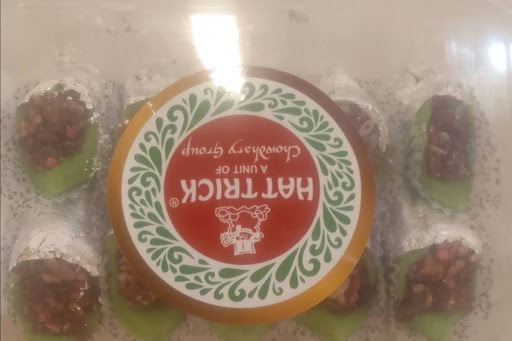 HAT TRICK®
A UNIT OF
Chowdhary Group